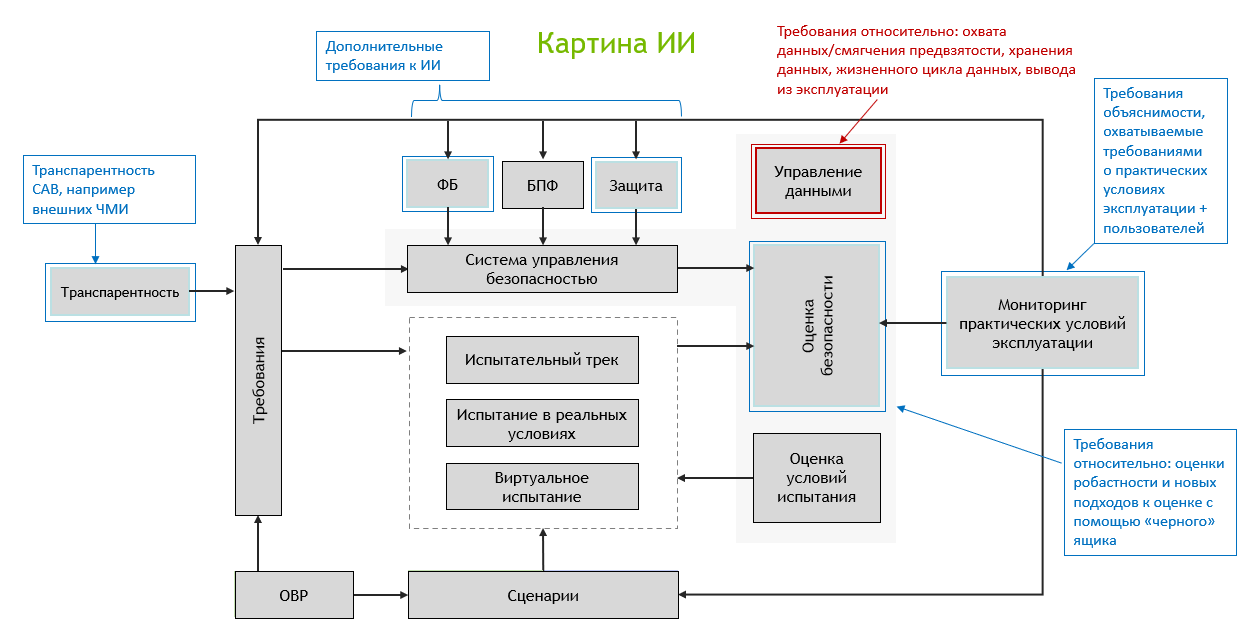 Картина ИИ
Дополнительные
требования к ИИ
Требования относительно: охвата
данных/смягчения предвзятости, хранения
данных, жизненного цикла данных, вывода
из эксплуатации
Требования
объяснимости,
охватываемые
требованиями
о практических
условиях
эксплуатации +
пользователей
Транспарентность
САВ, например
внешних ЧМИ
ФБ
БПФ
Защита
Управление
данными
Система управления
безопасностью
Транспарентность
Требования
Оценка
безопасности
Мониторинг
практических условий
эксплуатации
Испытательный трек
Испытание в реальных
условиях
Виртуальное
испытание
Оценка
условий
испытания
Требования
относительно: оценки
робастности и новых
подходов к оценке с
помощью «черного»
ящика
ОВР
Сценарии